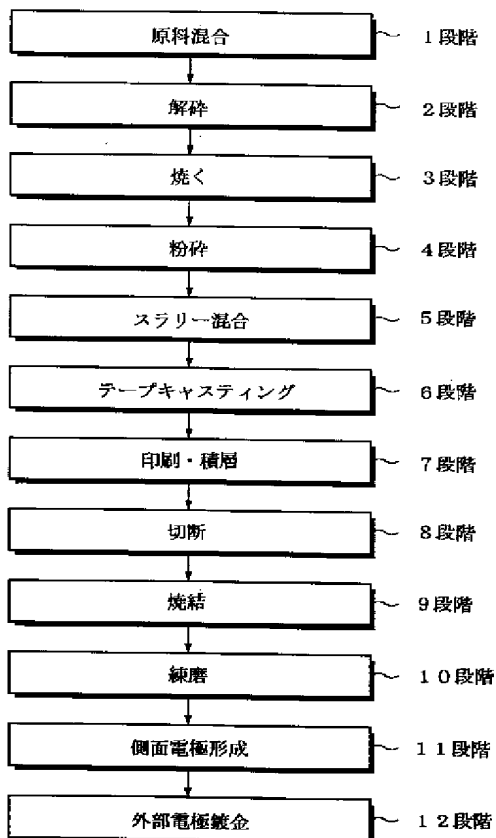 原料混合 1段階
解砕 2段階
焼く 3段階
粉砕 4段階
スラリー混合 5段階
テープキャスティング 6段階
印刷・積層 7段階
切断 8段階
焼結 9段階
練磨 10段階
側面電極形成 11段階
外部電極鍍金 12段階